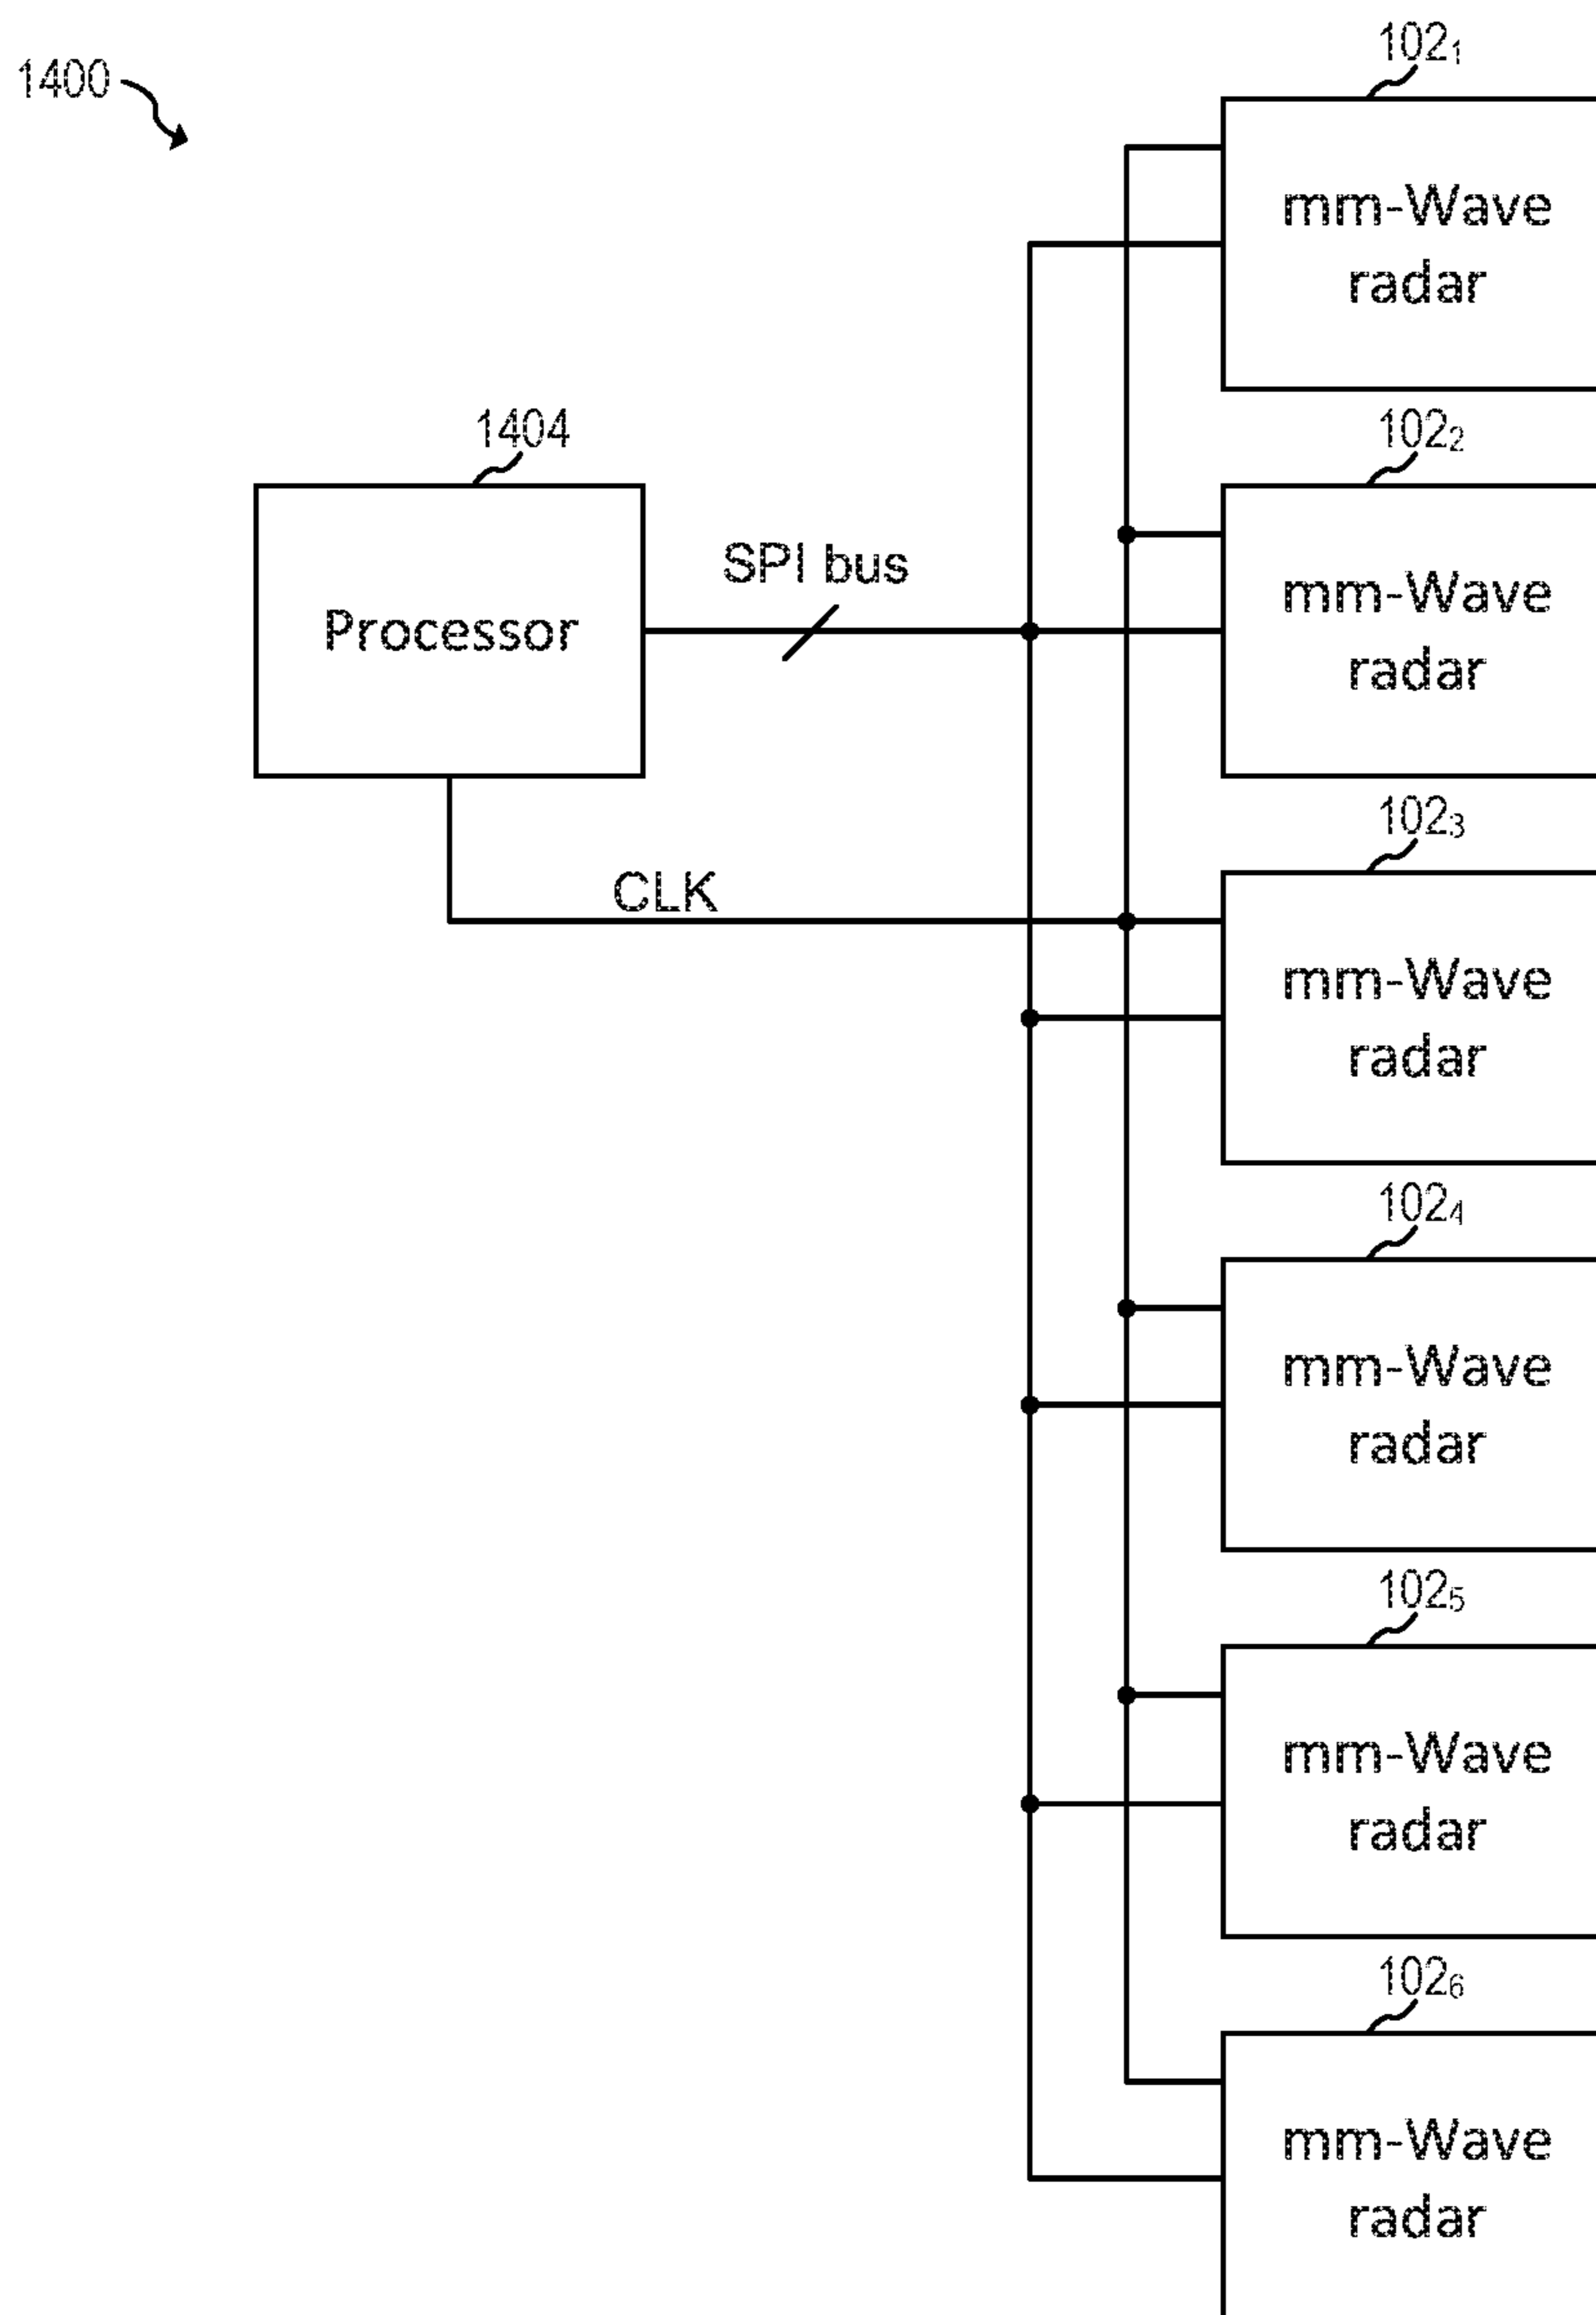 1400
102₁
mm-Wave
radar
1404
Processor
SPI bus
CLK
102₂
mm-Wave
radar
102₃
mm-Wave
radar
102₄
mm-Wave
radar
102₅
mm-Wave
radar
102₆
mm-Wave
radar